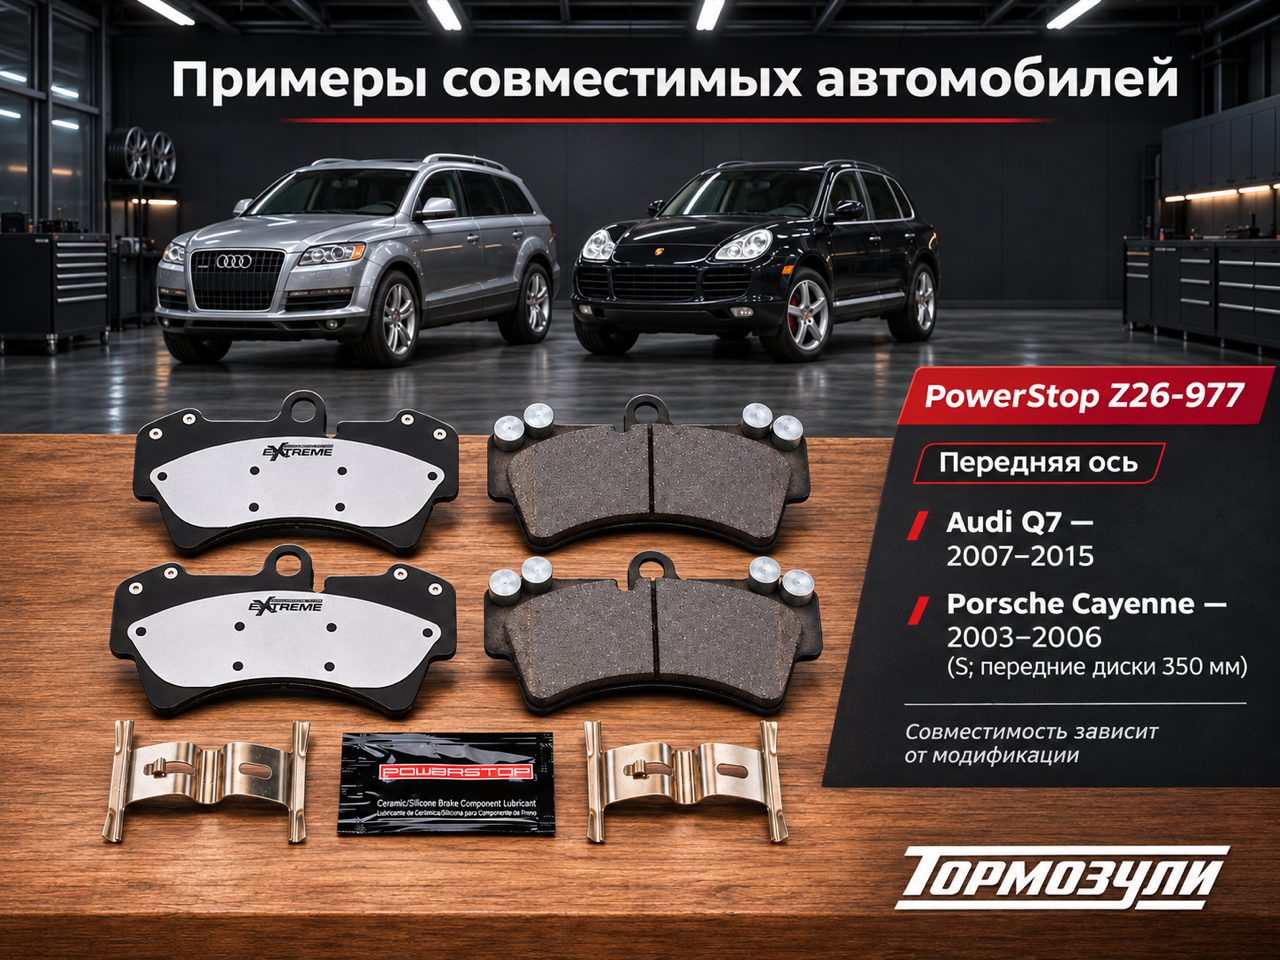 Примеры совместимых автомобилей
EXTREME
EXTREME
PowerStop Z26-977
Передняя ось
Audi Q7 —
2007–2015
Porsche Cayenne —
2003–2006
(S; передние диски 350 мм)
Совместимость зависит
от модификации
POWERSTOP
Ceramic/Silicone Brake Component Lubricant
Lubricante de Cerámica/Silicona para Componente de Freno
ТОРМОЗУЛИ